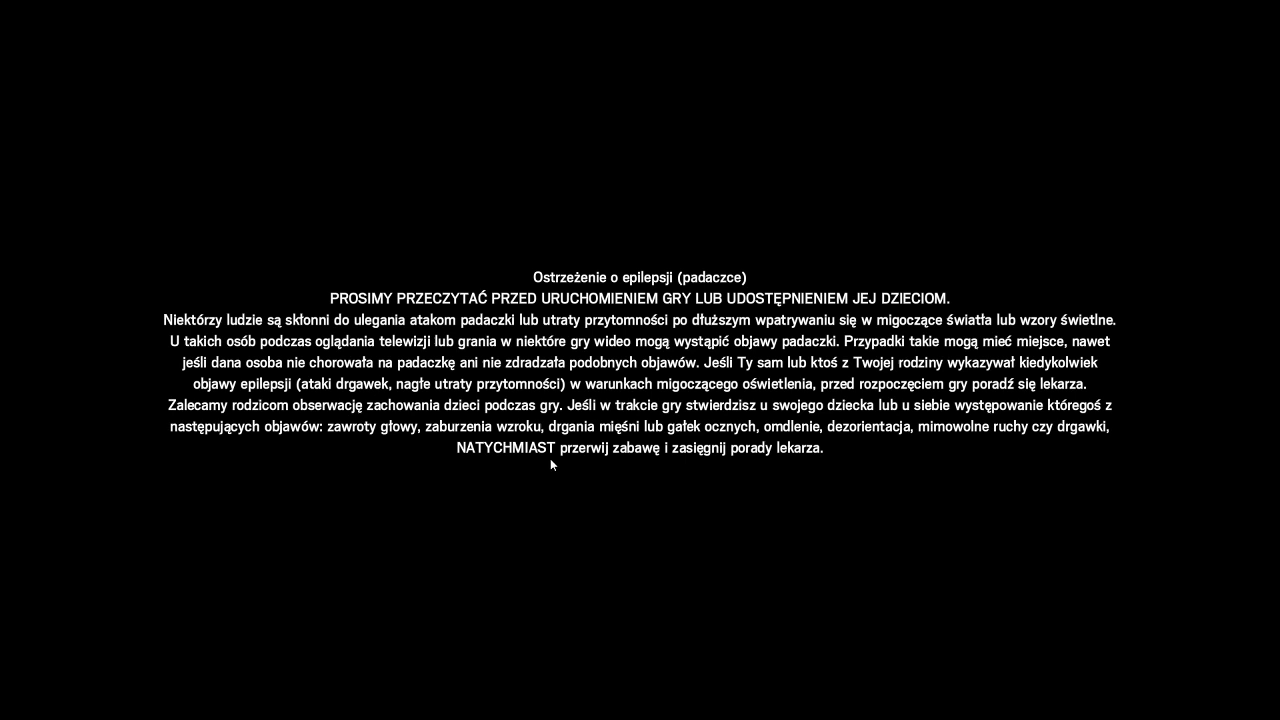 Ostrzeżenie o epilepsji (padaczce)
PROSIMY PRZECZYTAĆ PRZED URUCHOMIENIEM GRY LUB UDOSTĘPNIENIEM JEJ DZIECIOM.
Niektórzy ludzie są skłonni do ulegania atakom padaczki lub utraty przytomności po dłuższym wpatrywaniu się w migoczące światła lub wzory świetlne.
U takich osób podczas oglądania telewizji lub grania w niektóre gry wideo mogą wystąpić objawy padaczki. Przypadki takie mogą mieć miejsce, nawet
jeśli dana osoba nie chorowała na padaczkę ani nie zdradzała podobnych objawów. Jeśli Ty sam lub ktoś z Twojej rodziny wykazywał kiedykolwiek
objawy epilepsji (ataki drgawek, nagłe utraty przytomności) w warunkach migoczącego oświetlenia, przed rozpoczęciem gry poradź się lekarza.
Zalecamy rodzicom obserwację zachowania dzieci podczas gry. Jeśli w trakcie gry stwierdzisz u swojego dziecka lub u siebie występowanie któregoś z
następujących objawów: zawroty głowy, zaburzenia wzroku, drgania mięśni lub gałek ocznych, omdlenie, dezorientacja, mimowolne ruchy czy drgawki,
NATYCHMIAST przerwij zabawę i zasięgnij porady lekarza.